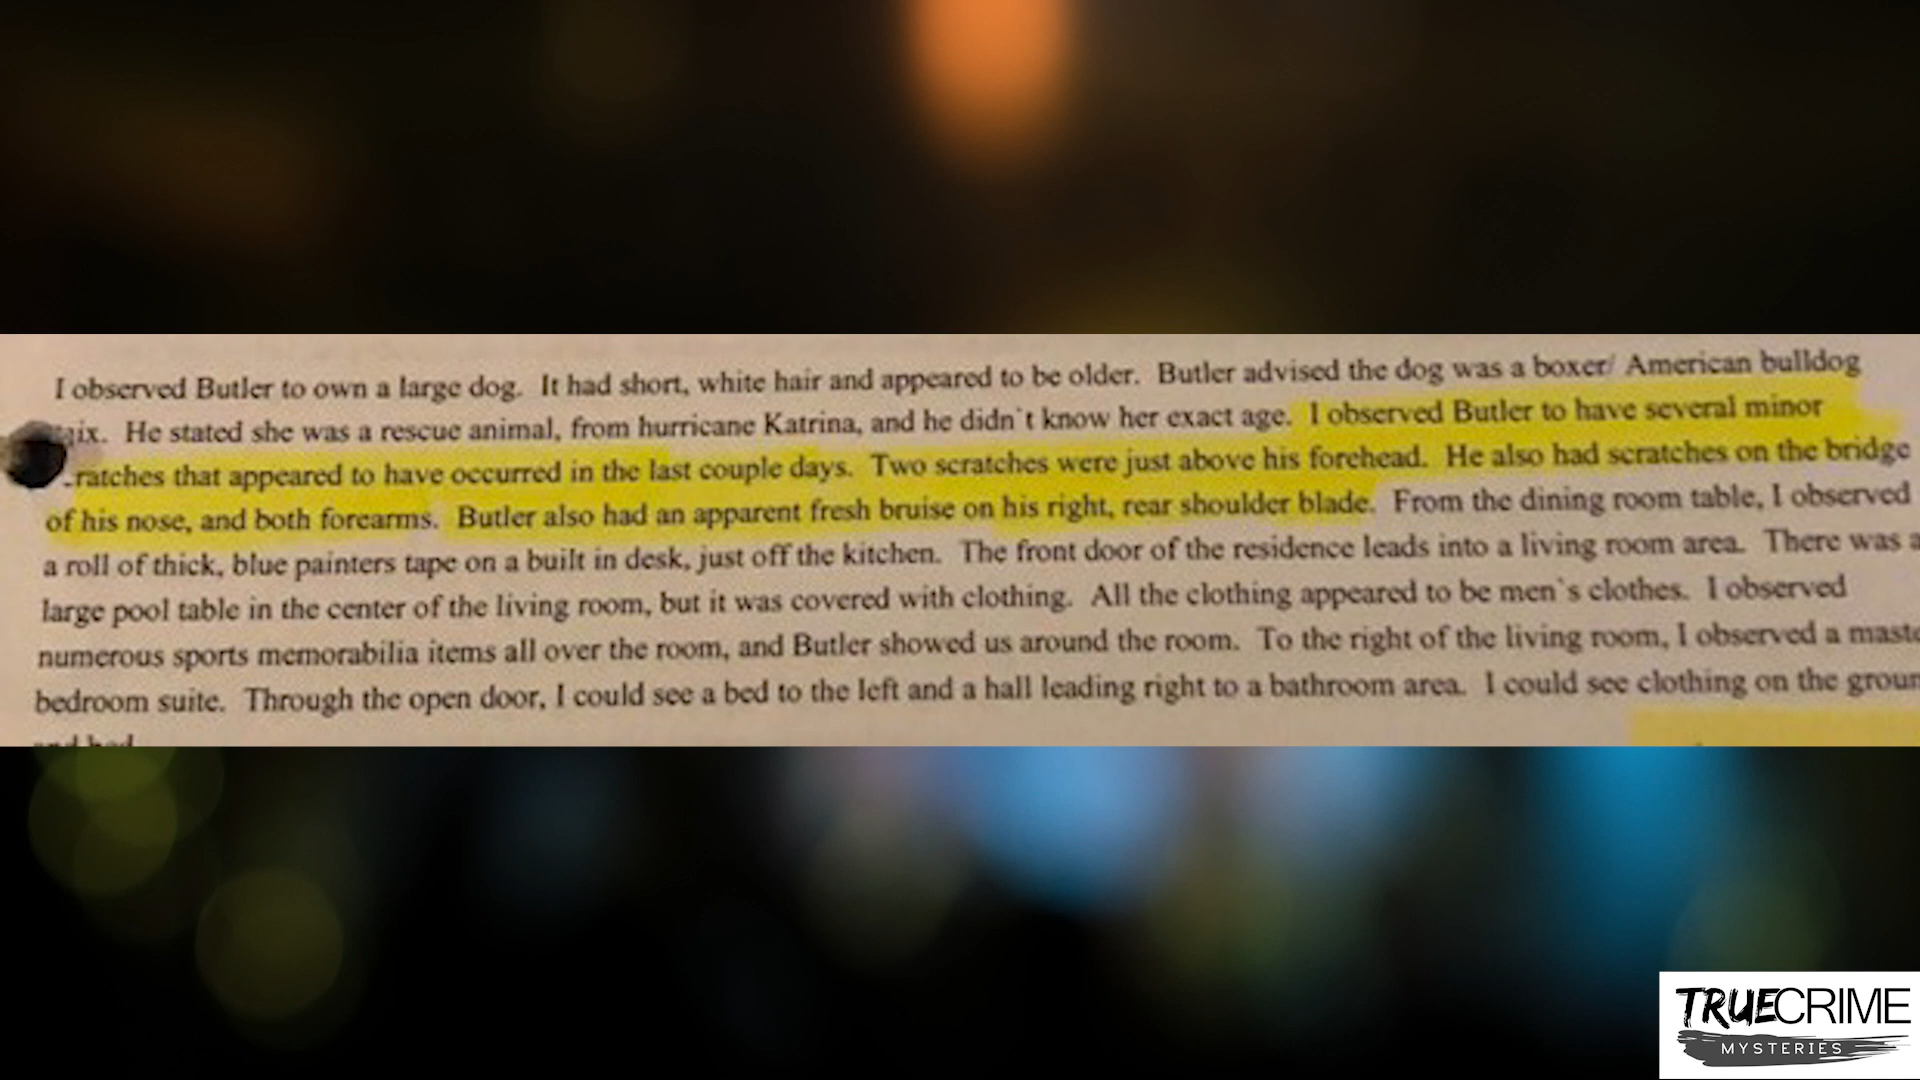 I observed Butler to own a large dog. It had short, white hair and appeared to be older. Butler advised the dog was a boxer/ American bulldog
ix. He stated she was a rescue animal, from hurricane Katrina, and he didn`t know her exact age. I observed Butler to have several minor
ratches that appeared to have occurred in the last couple days. Two scratches were just above his forehead. He also had scratches on the bridge
of his nose, and both forearms. Butler also had an apparent fresh bruise on his right, rear shoulder blade. From the dining room table, I observed
a roll of thick, blue painters tape on a built in desk, just off the kitchen. The front door of the residence leads into a living room area. There was a
large pool table in the center of the living room, but it was covered with clothing. All the clothing appeared to be men`s clothes. I observed
numerous sports memorabilia items all over the room, and Butler showed us around the room. To the right of the living room, I observed a maste
bedroom suite. Through the open door, I could see a bed to the left and a hall leading right to a bathroom area. I could see clothing on the groun
TRUECRIME
MYSTERIES